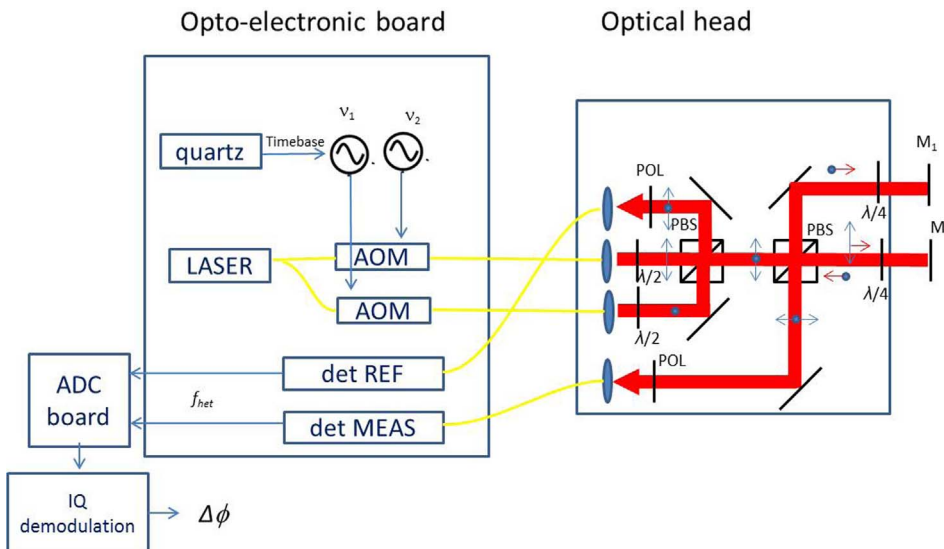 Opto-electronic board
Optical head
ν1
ν2
quartz
Timebase
LASER
AOM
AOM
det REF
det MEAS
fhet
ADC
board
IQ
demodulation
Δϕ
POL
PBS
λ/2
λ/2
POL
PBS
M1
λ/4
M
λ/4